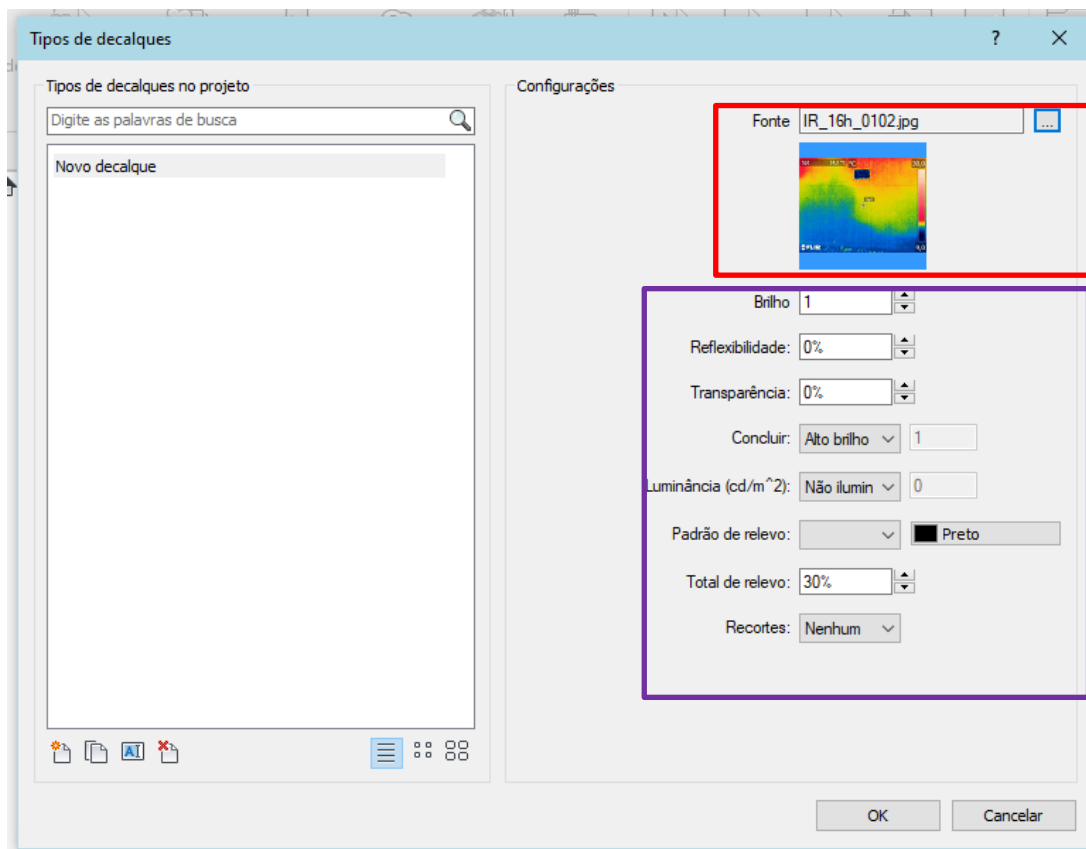 Tipos de decalques
?
Tipos de decalques no projeto
Digite as palavras de busca
Novo decalque
Configurações
Fonte IR_16h_0102.jpg ...
°C
FLIR
Brilho 1
Reflexibilidade: 0%
Transparência: 0%
Concluir: Alto brilho 1
Luminância (cd/m^2): Não ilumin 0
Padrão de relevo: Preto
Total de relevo: 30%
Recortes: Nenhum
AI
OK Cancelar